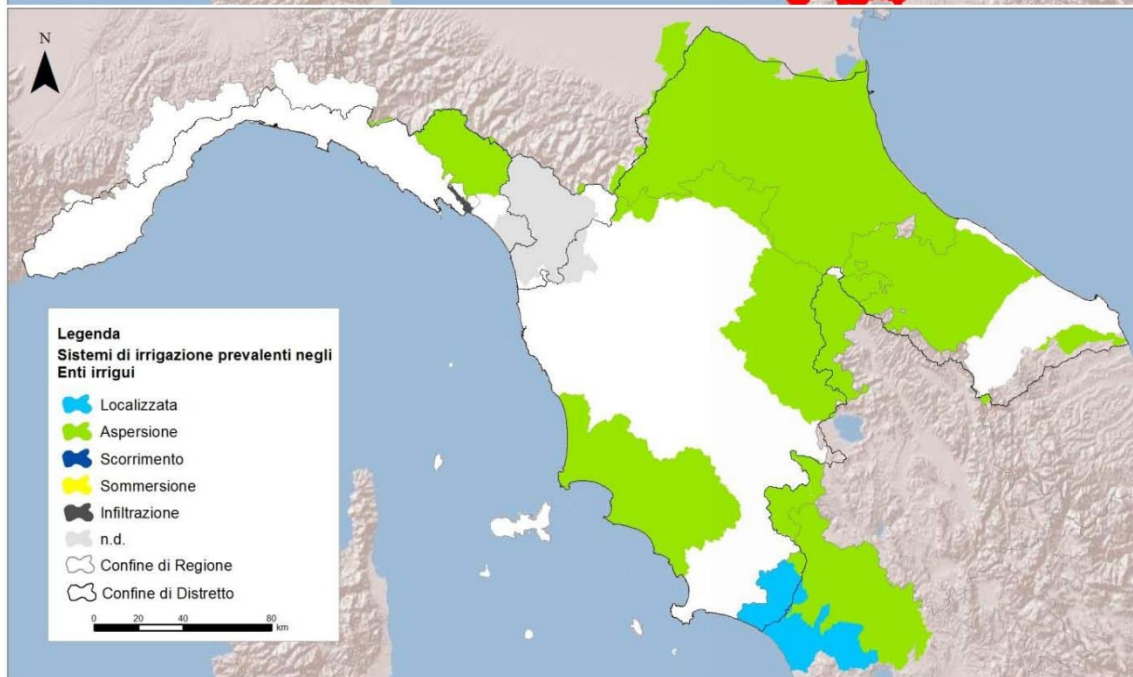 N
Legenda
Sistemi di irrigazione prevalenti negli
Enti irrigui
Localizzata
Aspersione
Scorrimento
Sommersione
Infiltrazione
n.d.
Confine di Regione
Confine di Distretto
0 20 40 80
km